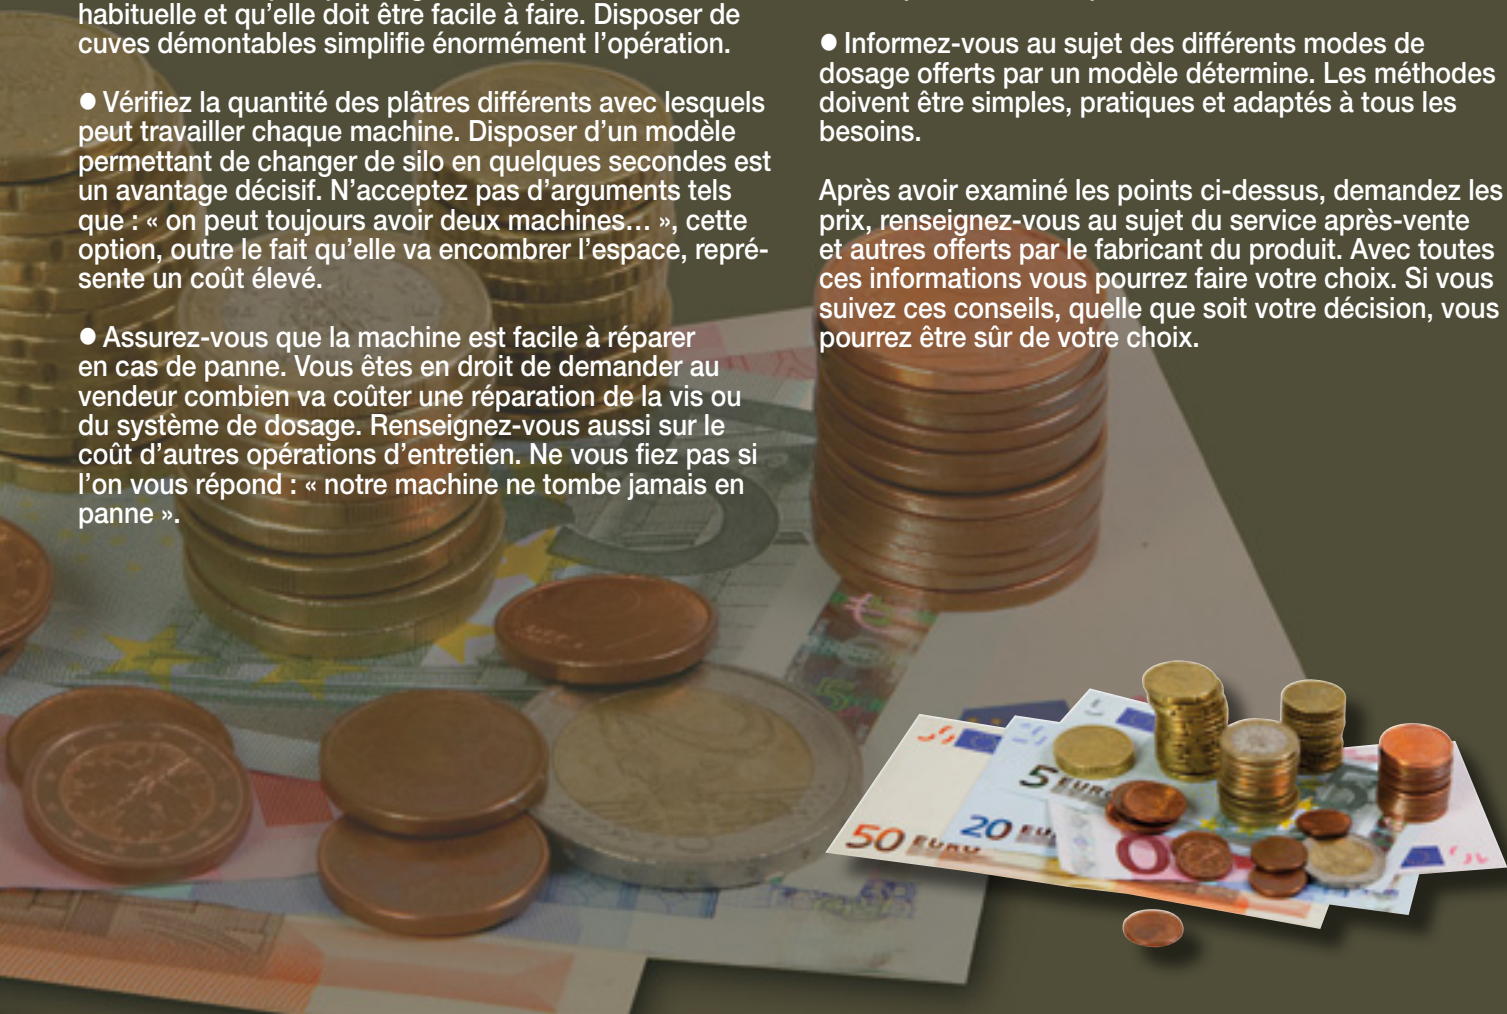 habituelle et qu’elle doit être facile à faire. Disposer de
cuves démontables simplifie énormément l’opération.
● Vérifiez la quantité des plâtres différents avec lesquels
peut travailler chaque machine. Disposer d’un modèle
permettant de changer de silo en quelques secondes est
un avantage décisif. N’acceptez pas d’arguments tels
que : « on peut toujours avoir deux machines… », cette
option, outre le fait qu’elle va encombrer l’espace, repré-
sente un coût élevé.
● Assurez-vous que la machine est facile à réparer
en cas de panne. Vous êtes en droit de demander au
vendeur combien va coûter une réparation de la vis ou
du système de dosage. Renseignez-vous aussi sur le
coût d’autres opérations d’entretien. Ne vous fiez pas si
l’on vous répond : « notre machine ne tombe jamais en
panne ».
● Informez-vous au sujet des différents modes de
dosage offerts par un modèle détermine. Les méthodes
doivent être simples, pratiques et adaptés à tous les
besoins.
Après avoir examiné les points ci-dessus, demandez les
prix, renseignez-vous au sujet du service après-vente
et autres offerts par le fabricant du produit. Avec toutes
ces informations vous pourrez faire votre choix. Si vous
suivez ces conseils, quelle que soit votre décision, vous
pourrez être sûr de votre choix.
5 EURO
20 EU
50 EURO